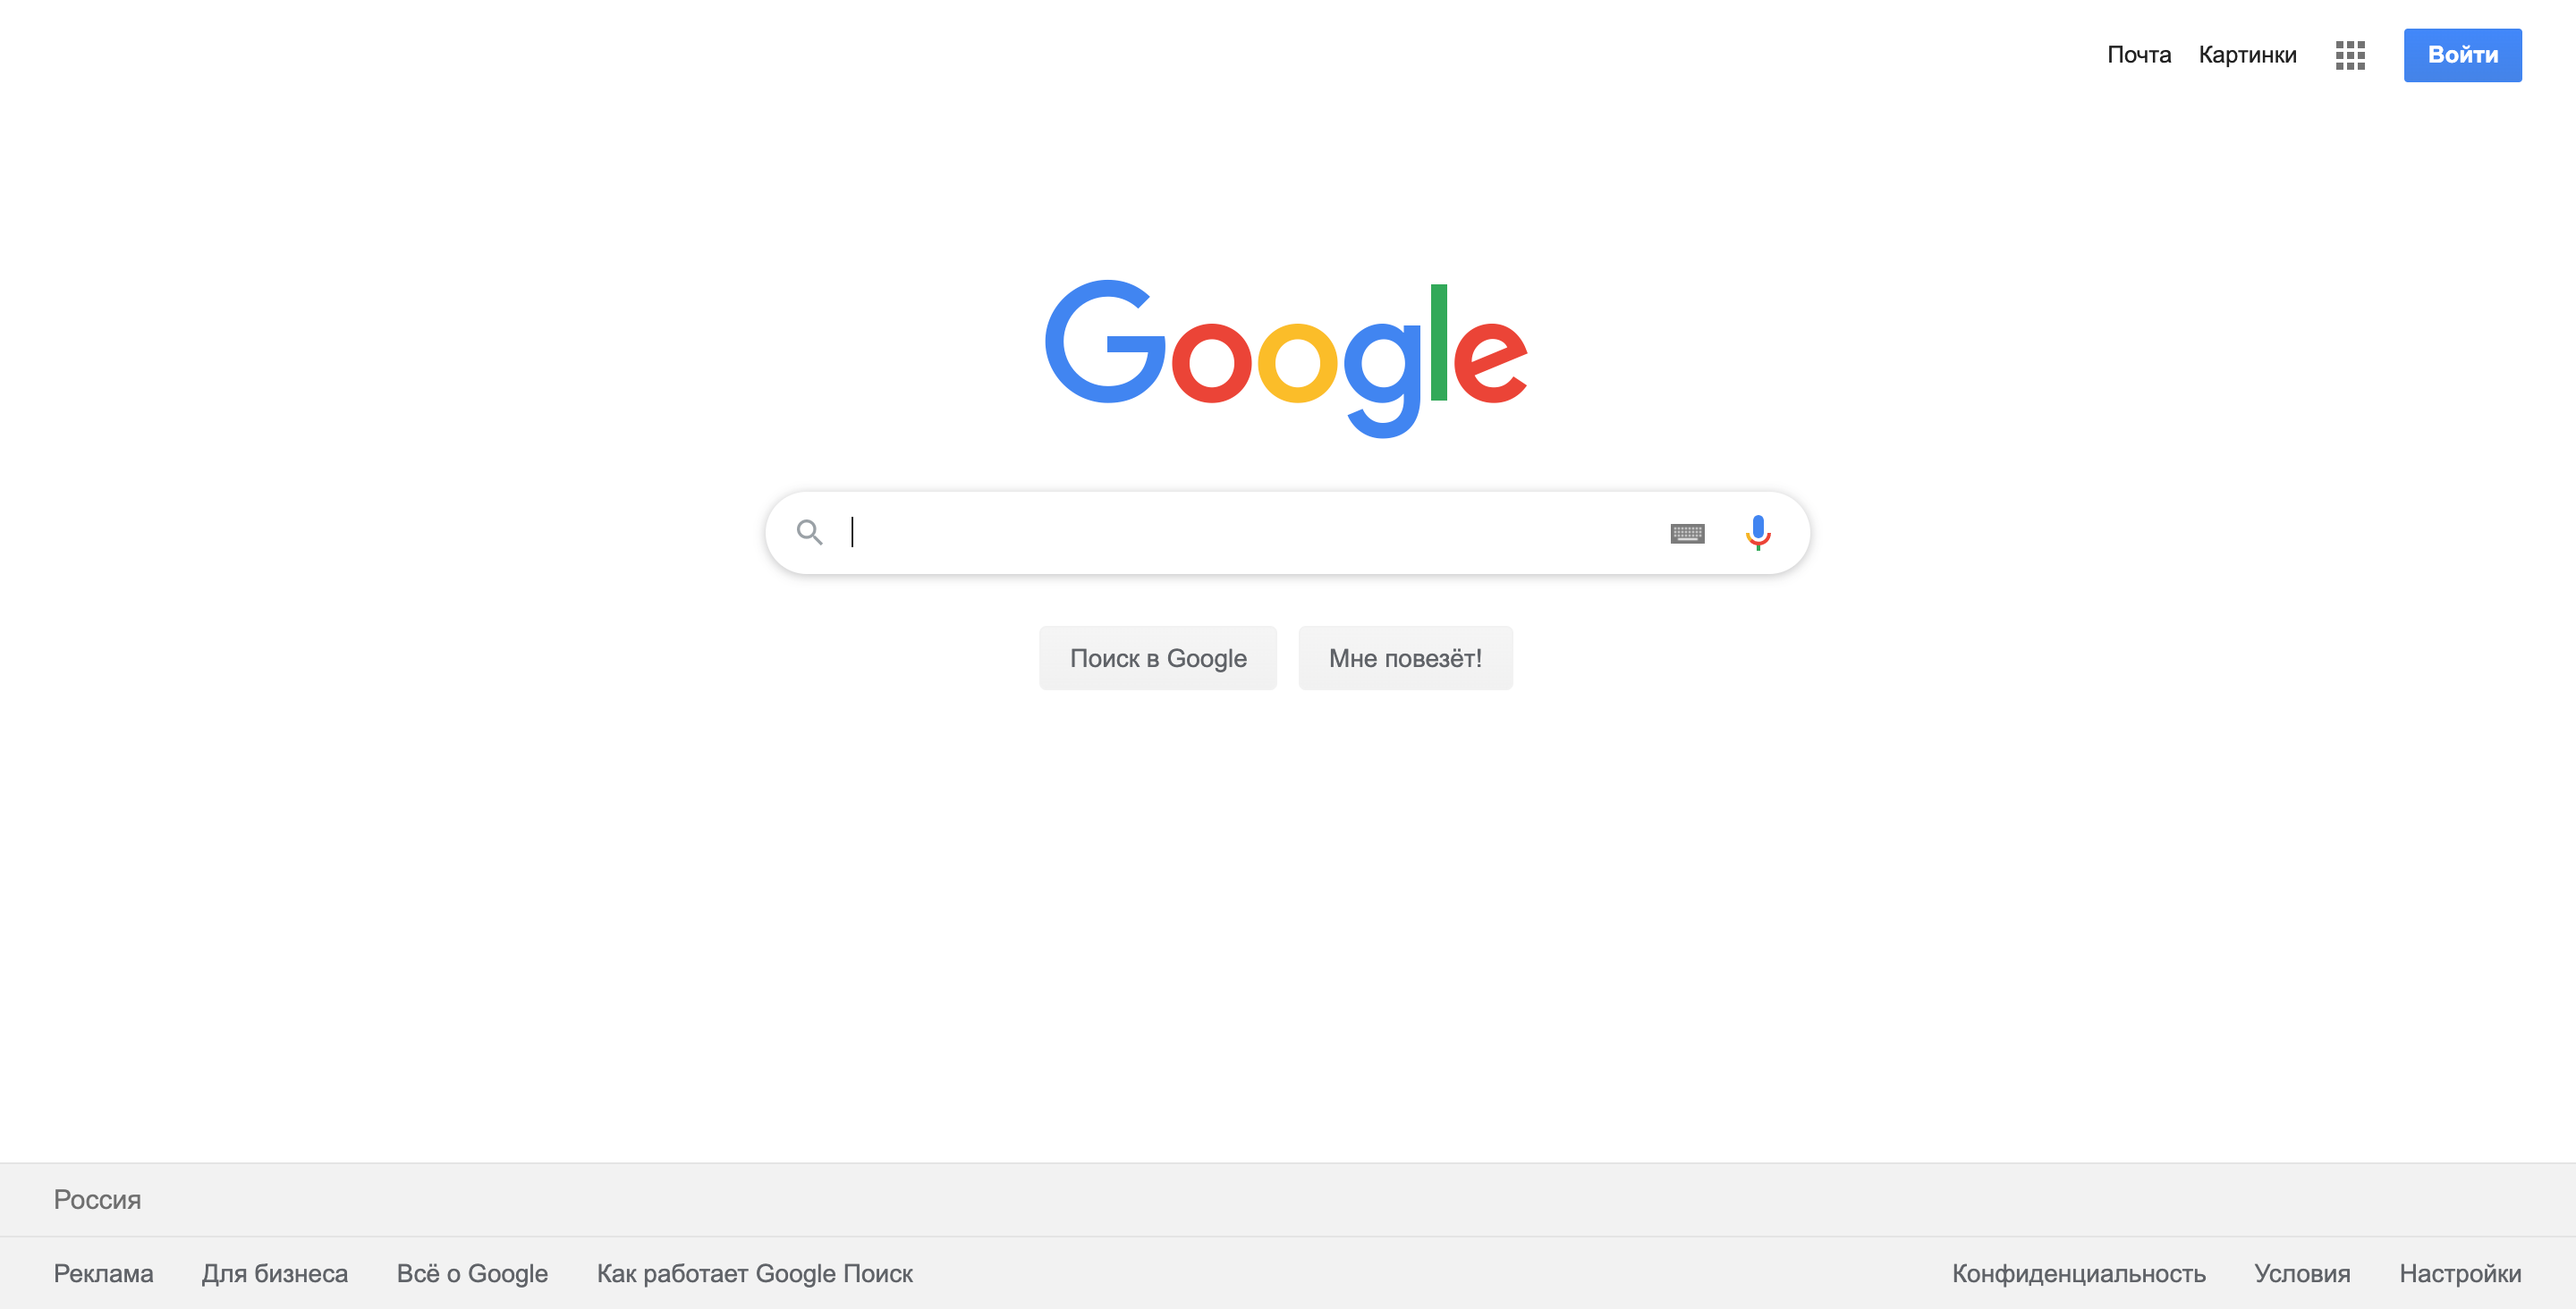 Почта Картинки Войти
Google
Поиск в Google Мне повезёт!
Россия
Реклама Для бизнеса Всё о Google Как работает Google Поиск Конфиденциальность Условия Настройки